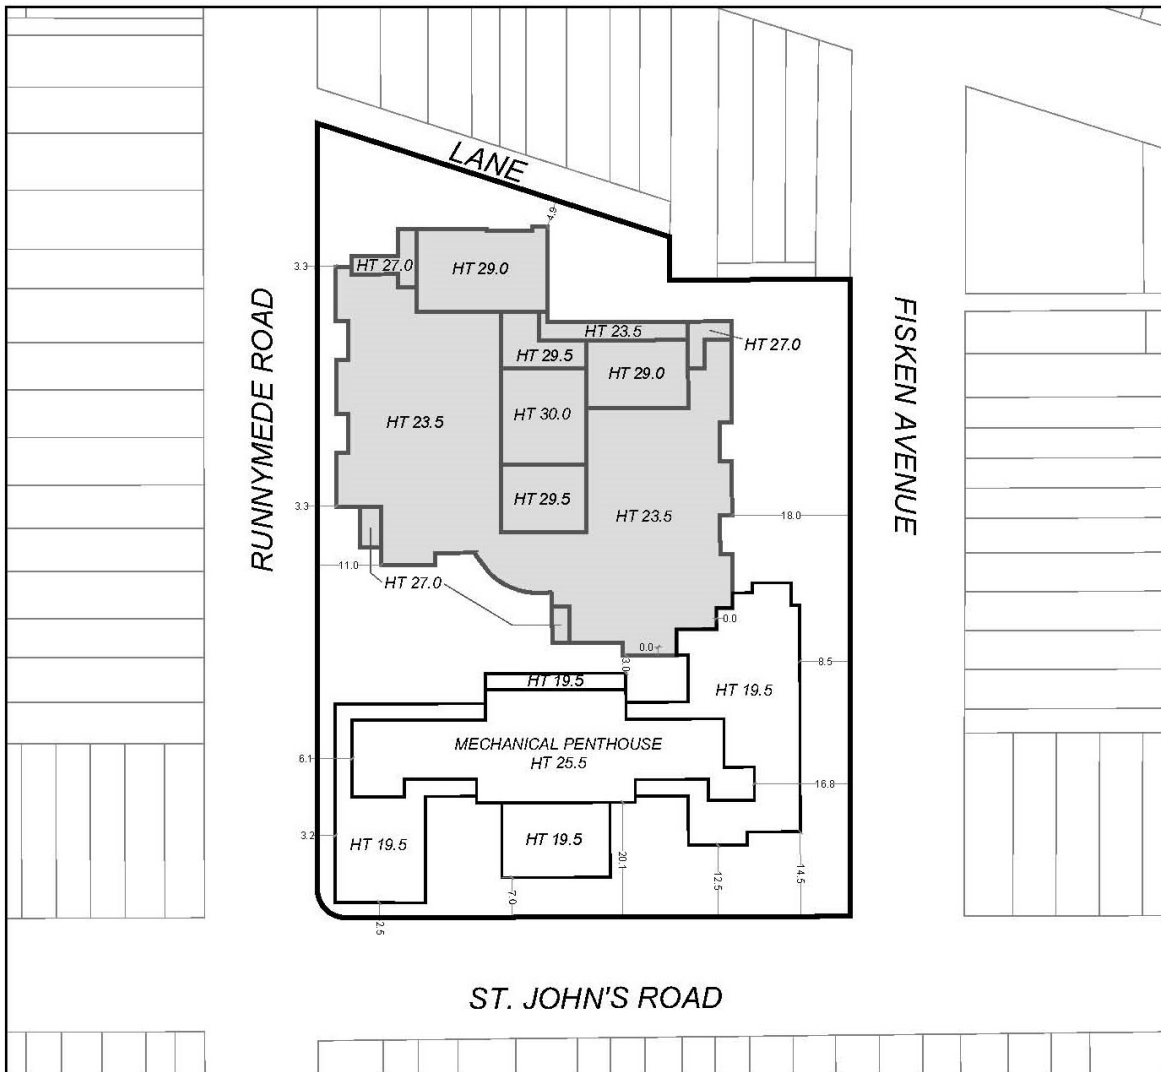 LANE
4.9
3.3
HT 27.0
HT 29.0
RUNNYMEDE ROAD
FISKEN AVENUE
HT 23.5
HT 27.0
HT 29.5
HT 29.0
HT 30.0
HT 23.5
HT 29.5
HT 23.5
3.3
18.0
11.0
HT 27.0
0.0
0.0
3.0
8.5
HT 19.5
HT 19.5
MECHANICAL PENTHOUSE
HT 25.5
6.1
16.8
3.2
HT 19.5
HT 19.5
20.1
12.5
14.5
7.0
2.5
ST. JOHN'S ROAD